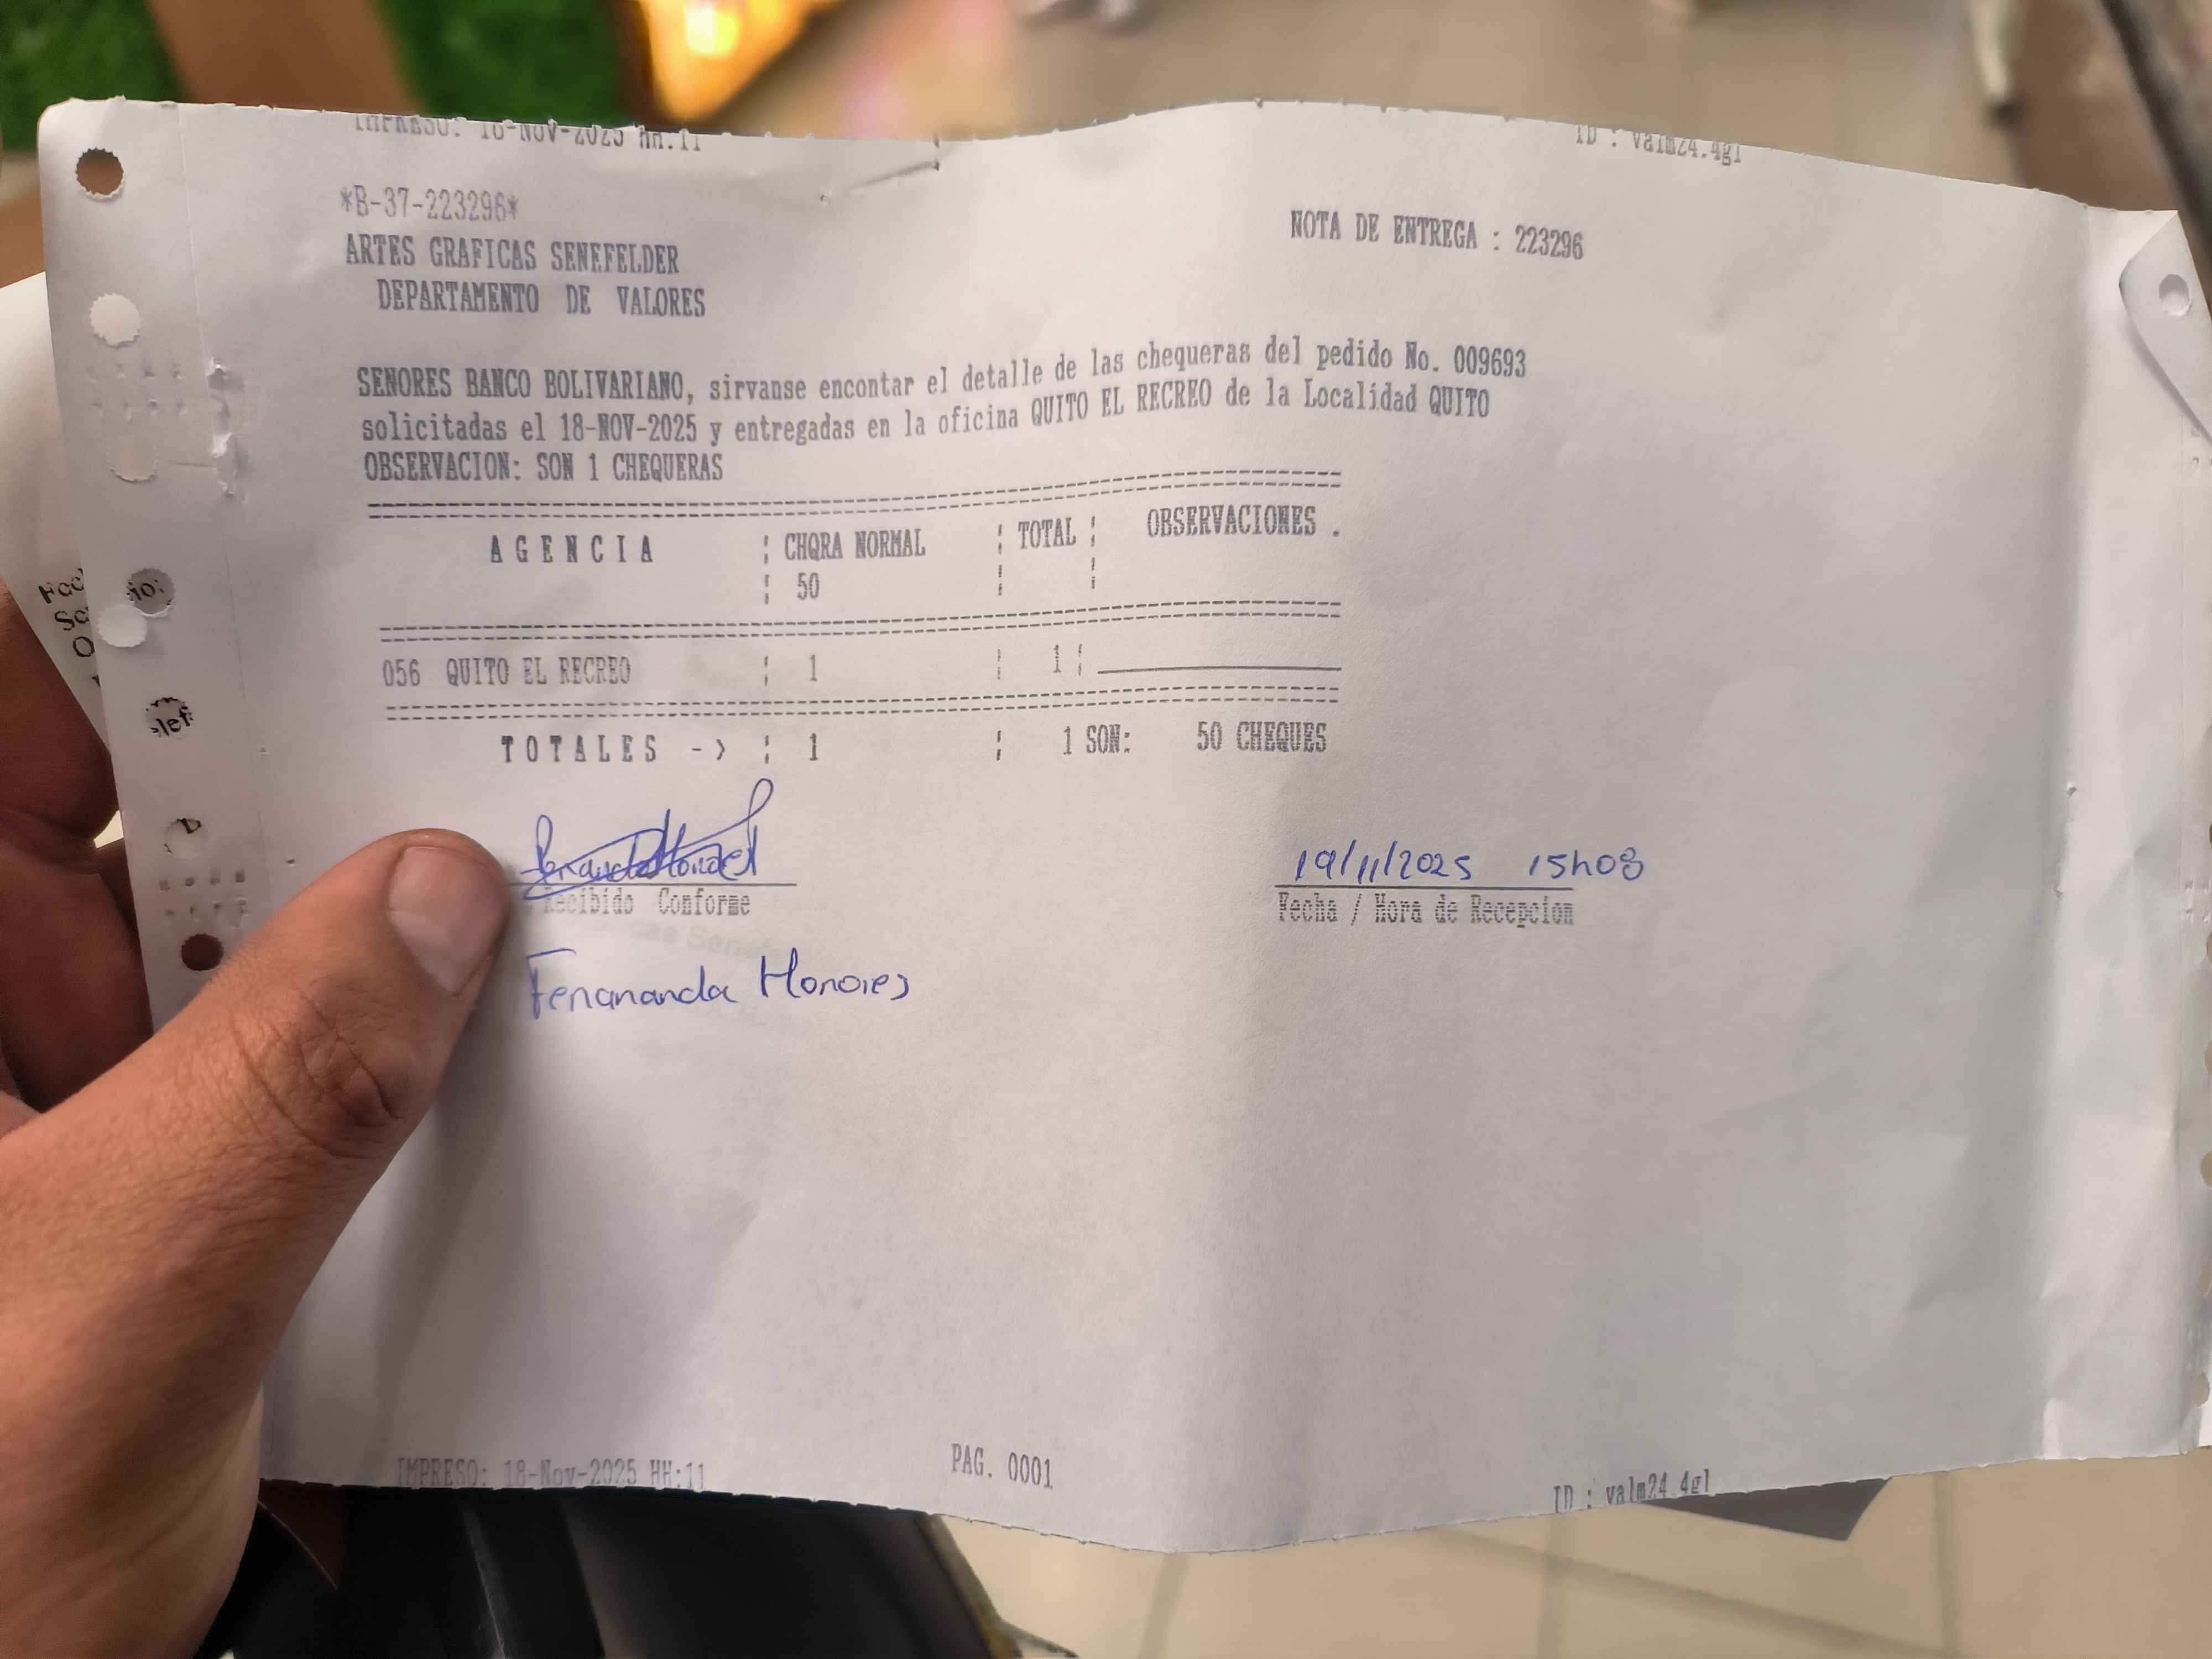 IMPRESO: 18-NOV-2025 HH:11
ID : valm24.4gl
*B-37-223296*
NOTA DE ENTREGA : 223296
ARTES GRAFICAS SENEFELDER
DEPARTAMENTO DE VALORES
SENORES BANCO BOLIVARIANO, sirvanse encontar el detalle de las chequeras del pedido No. 009693
solicitadas el 18-NOV-2025 y entregadas en la oficina QUITO EL RECREO de la Localidad QUITO
OBSERVACION: SON 1 CHEQUERAS
A G E N C I A ¦ CHQRA NORMAL ¦ TOTAL ¦ OBSERVACIONES .
¦ 50 ¦ ¦
056 QUITO EL RECREO ¦ 1 ¦ 1 ¦
T O T A L E S -> ¦ 1 ¦ 1 SON: 50 CHEQUES
19/11/2025 15h08
Recibido Conforme
Fecha / Hora de Recepcion
IMPRESO: 18-Nov-2025 HH:11
PAG. 0001
ID : valm24.4gl